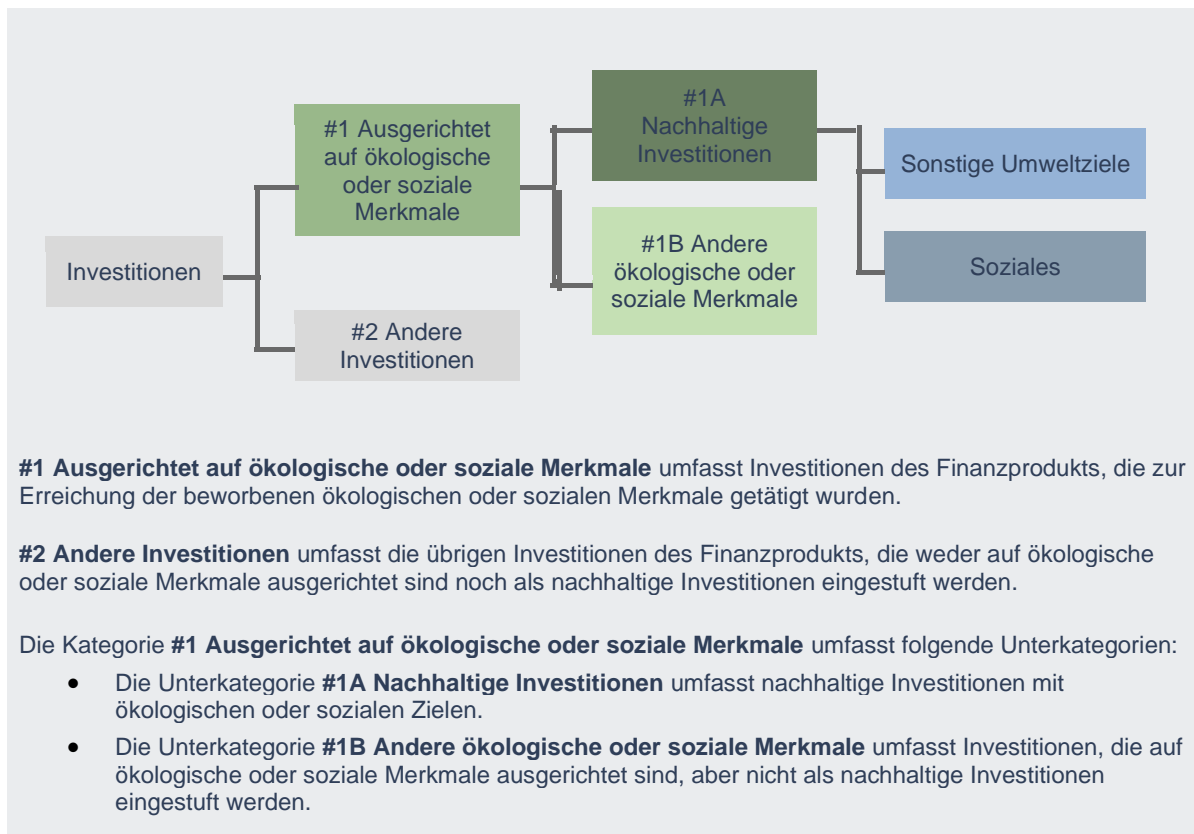 #1 Ausgerichtet
auf ökologische
oder soziale
Merkmale
#1A
Nachhaltige
Investitionen
Sonstige Umweltziele
Investitionen
#1B Andere
ökologische oder
soziale Merkmale
Soziales
#2 Andere
Investitionen
#1 Ausgerichtet auf ökologische oder soziale Merkmale umfasst Investitionen des Finanzprodukts, die zur
Erreichung der beworbenen ökologischen oder sozialen Merkmale getätigt wurden.
#2 Andere Investitionen umfasst die übrigen Investitionen des Finanzprodukts, die weder auf ökologische
oder soziale Merkmale ausgerichtet sind noch als nachhaltige Investitionen eingestuft werden.
Die Kategorie #1 Ausgerichtet auf ökologische oder soziale Merkmale umfasst folgende Unterkategorien:
• Die Unterkategorie #1A Nachhaltige Investitionen umfasst nachhaltige Investitionen mit
ökologischen oder sozialen Zielen.
• Die Unterkategorie #1B Andere ökologische oder soziale Merkmale umfasst Investitionen, die auf
ökologische oder soziale Merkmale ausgerichtet sind, aber nicht als nachhaltige Investitionen
eingestuft werden.